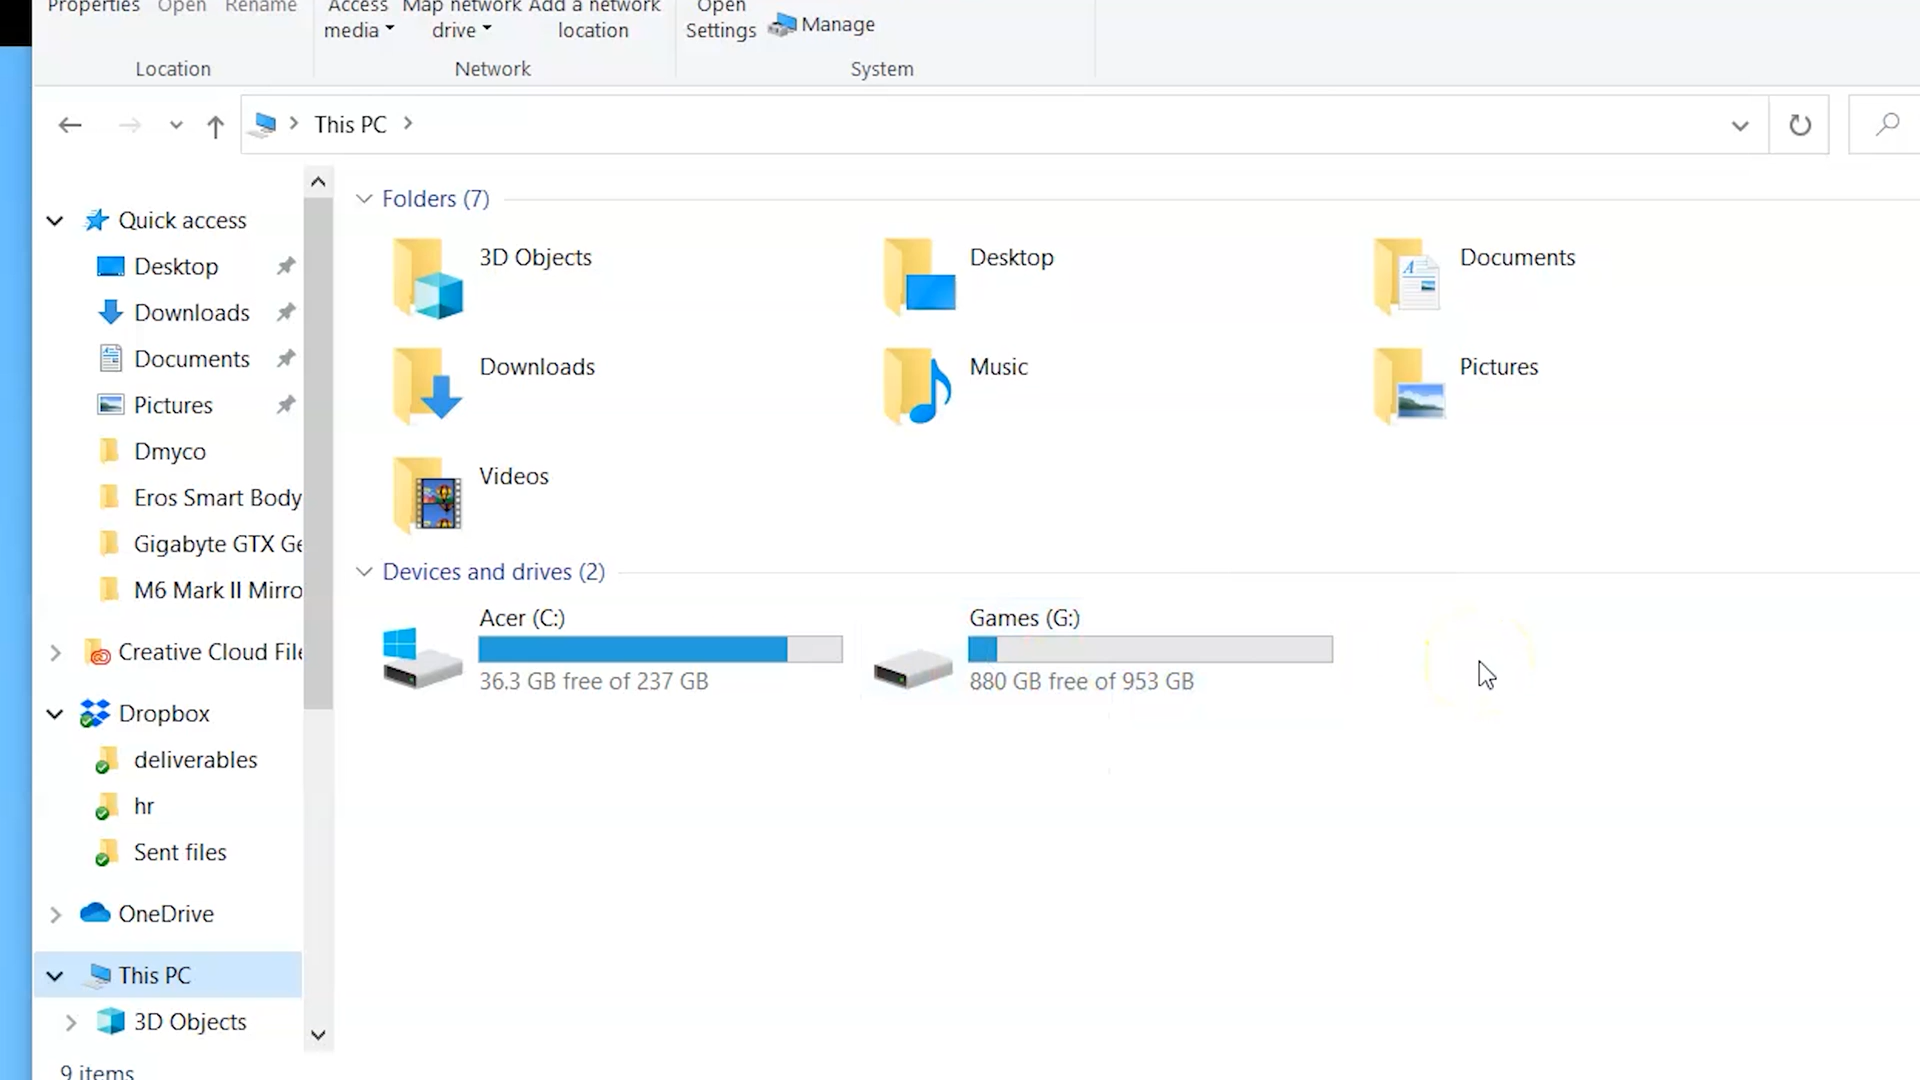 Properties Open Rename
Access media
Map network drive
Add a network location
Open Settings
Manage
Location
Network
System
This PC
Quick access
Desktop
Downloads
Documents
Pictures
Dmyco
Eros Smart Body
Gigabyte GTX Ge
M6 Mark II Mirro
Creative Cloud File
Dropbox
deliverables
hr
Sent files
OneDrive
This PC
3D Objects
9 items
Folders (7)
3D Objects
Desktop
Documents
Downloads
Music
Pictures
Videos
Devices and drives (2)
Acer (C:)
36.3 GB free of 237 GB
Games (G:)
880 GB free of 953 GB